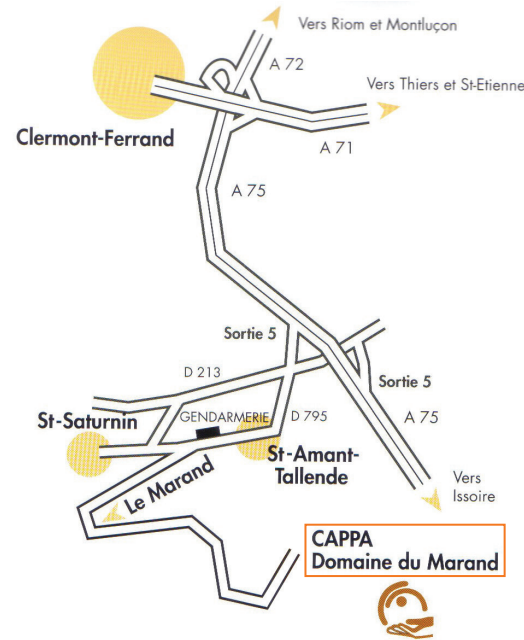 Vers Riom et Montluçon
A 72
Vers Thiers et St-Etienne
Clermont-Ferrand
A 71
A 75
Sortie 5
D 213
Sortie 5
St-Saturnin
GENDARMERIE
D 795
A 75
St-Amant-
Tallende
Le Marand
Vers
Issoire
CAPPA
Domaine du Marand